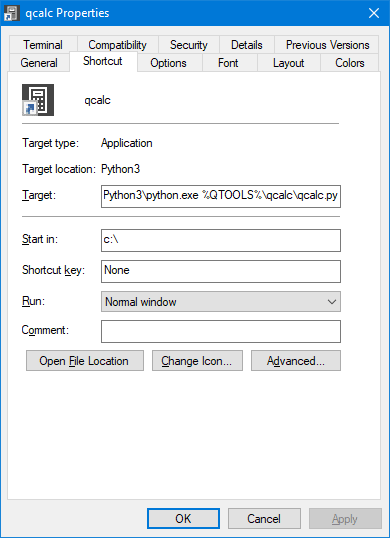 qcalc Properties
Terminal Compatibility Security Details Previous Versions
General Shortcut Options Font Layout Colors
qcalc
Target type: Application
Target location: Python3
Target: Python3\python.exe %QTOOLS%\qcalc\qcalc.py
Start in: c:\
Shortcut key: None
Run: Normal window
Comment:
Open File Location Change Icon... Advanced...
OK Cancel Apply